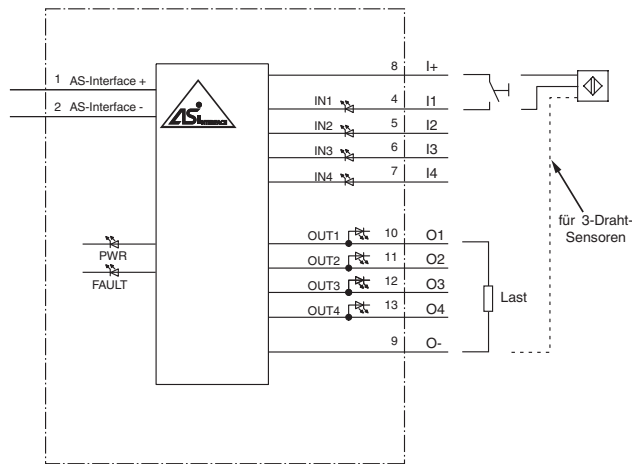 8 I+
1 AS-Interface +
IN1 4 I1
2 AS-Interface -
ASi INTERFACE
IN2 5 I2
IN3 6 I3
IN4 7 I4
für 3-Draht-
Sensoren
OUT1 10 O1
PWR
OUT2 11 O2
FAULT
OUT3 12 O3
Last
OUT4 13 O4
9 O-